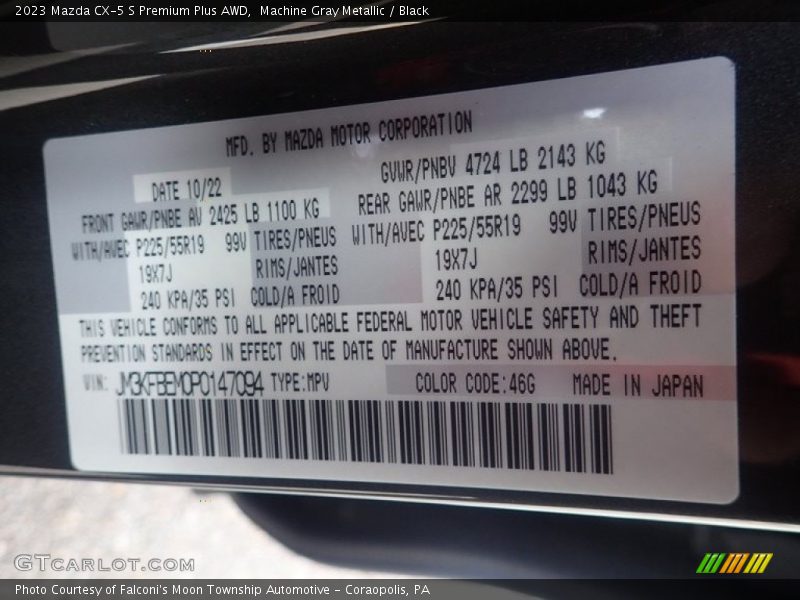 2023 Mazda CX-5 S Premium Plus AWD,  Machine Gray Metallic / Black
MFD. BY MAZDA MOTOR CORPORATION
DATE 10/22
GVWR/PNBV 4724 LB 2143 KG
FRONT GAWR/PNBE AV 2425 LB 1100 KG
REAR GAWR/PNBE AR 2299 LB 1043 KG
WITH/AVEC P225/55R19 99V TIRES/PNEUS
WITH/AVEC P225/55R19 99V TIRES/PNEUS
19X7J RIMS/JANTES
19X7J RIMS/JANTES
240 KPA/35 PSI COLD/A FROID
240 KPA/35 PSI COLD/A FROID
THIS VEHICLE CONFORMS TO ALL APPLICABLE FEDERAL MOTOR VEHICLE SAFETY AND THEFT
PREVENTION STANDARDS IN EFFECT ON THE DATE OF MANUFACTURE SHOWN ABOVE.
VIN: JM3KFBEM0P0147094 TYPE:MPV COLOR CODE:46G MADE IN JAPAN
GTCARLOT.COM
Photo Courtesy of Falconi's Moon Township Automotive - Coraopolis, PA